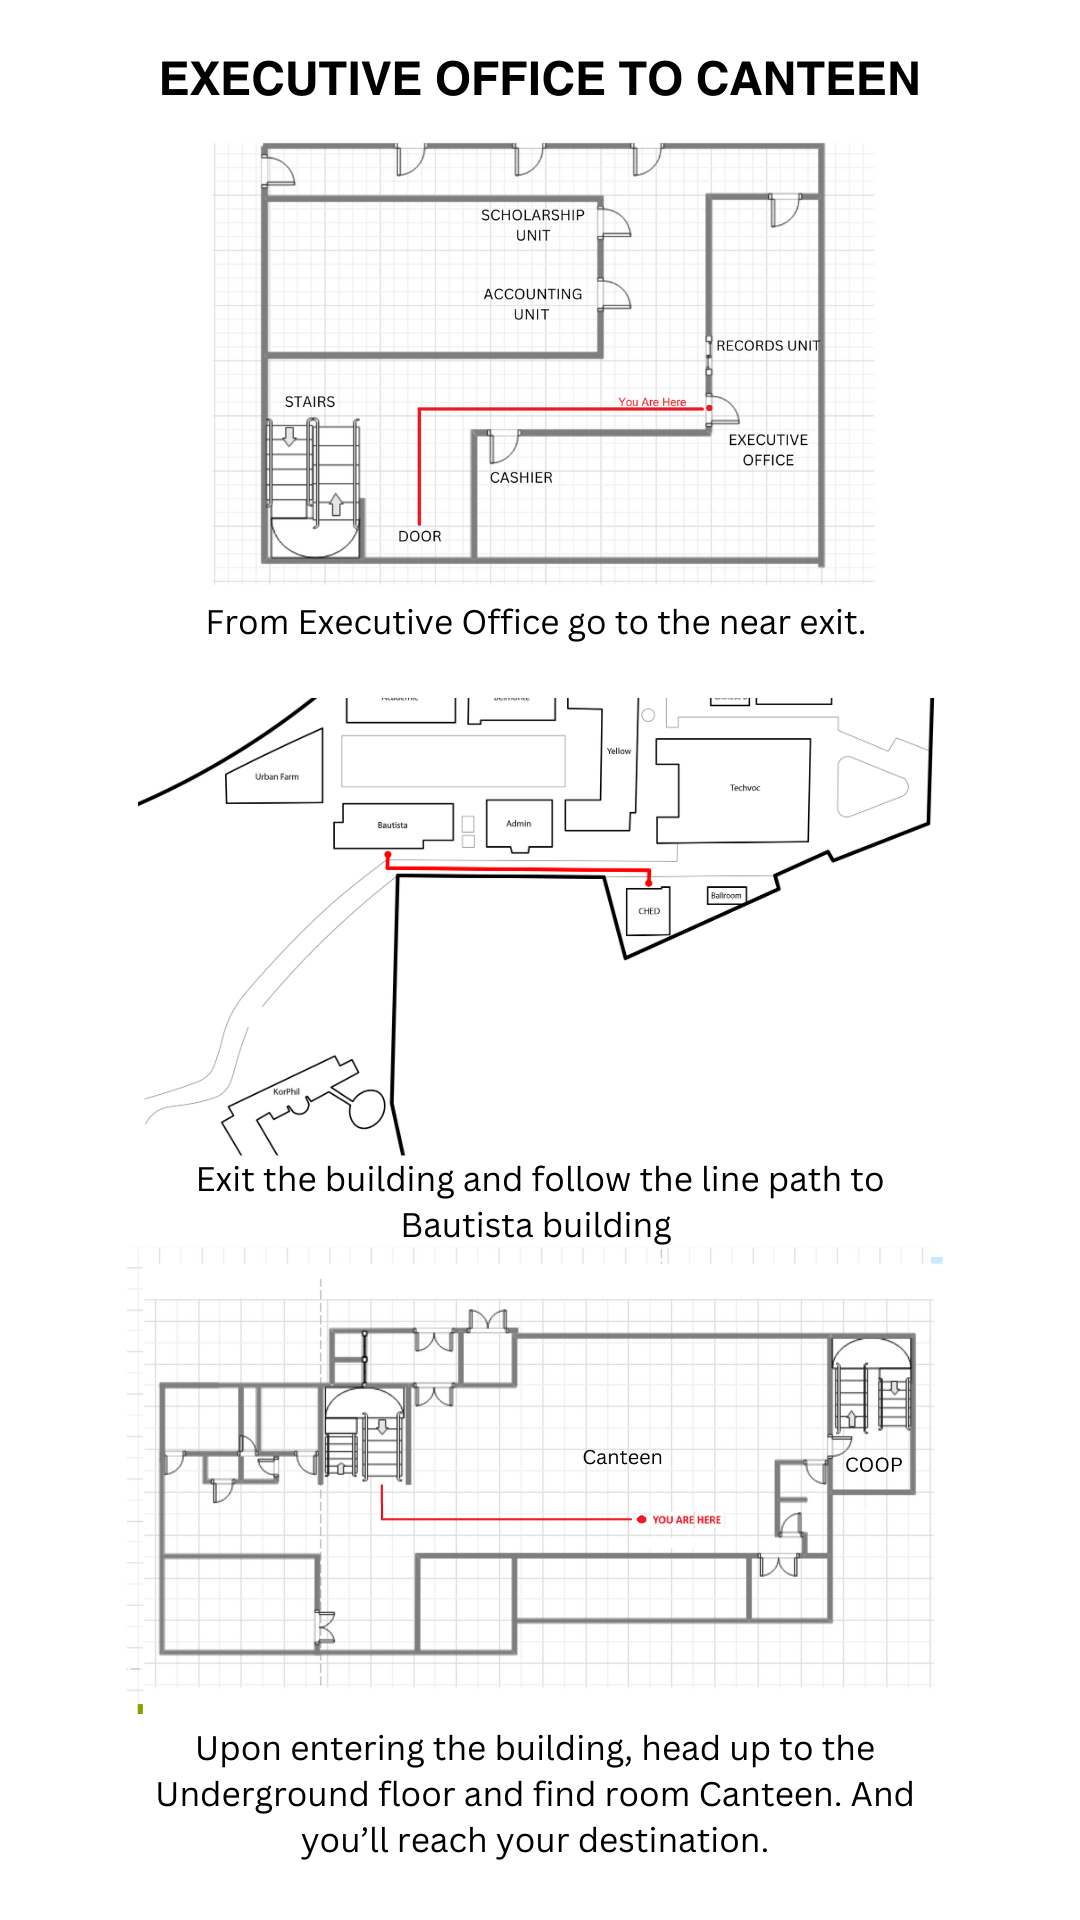 EXECUTIVE OFFICE TO CANTEEN
SCHOLARSHIP
UNIT
ACCOUNTING
UNIT
RECORDS UNIT
STAIRS
You Are Here
EXECUTIVE
OFFICE
CASHIER
DOOR
From Executive Office go to the near exit.
Academic
Belmonte
Yellow
Urban Farm
Techvoc
Bautista
Admin
Ballroom
CHED
KorPhil
Exit the building and follow the line path to
Bautista building
Canteen
COOP
YOU ARE HERE
Upon entering the building, head up to the
Underground floor and find room Canteen. And
you'll reach your destination.